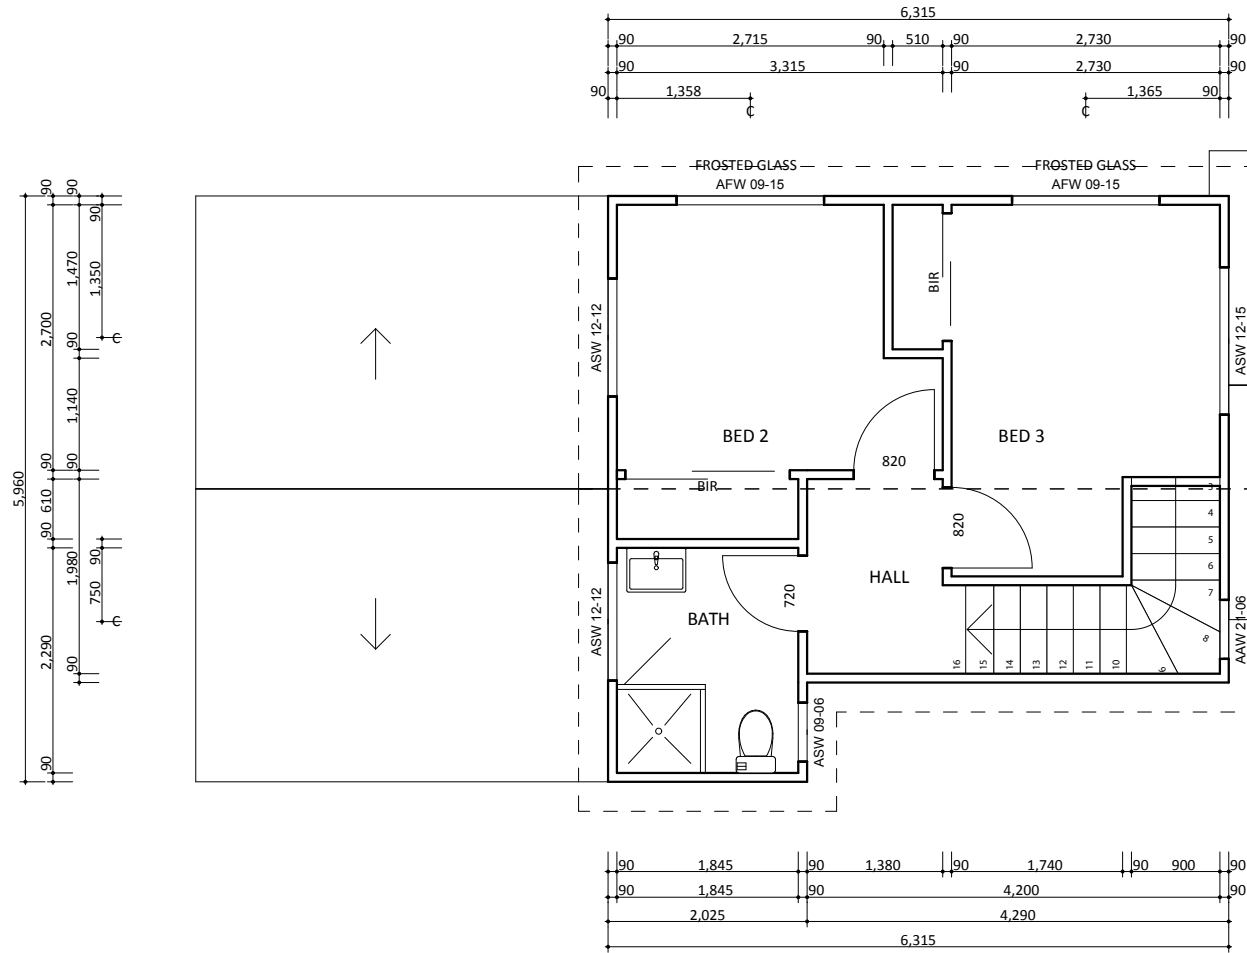 6,315
90 2,715 90 510 90 2,730 90
90 3,315 90 2,730 90
90 1,358 1,365 90
C C
FROSTED GLASS FROSTED GLASS
AFW 09-15 AFW 09-15
90 90
90
1,470
1,350
2,700
C
90
1,140
90 90
5,960
610
90 90
1,980
750
C
2,290
90
90
ASW 12-12
BIR
ASW 12-15
BED 2
BED 3
820
BIR
820
3
4
5
6
7
8
9
HALL
720
BATH
ASW 12-12
16 15 14 13 12 11 10
AAW 21-06
ASW 09-06
90 1,845 90 1,380 90 1,740 90 900 90
90 1,845 90 4,200 90
2,025 4,290
6,315